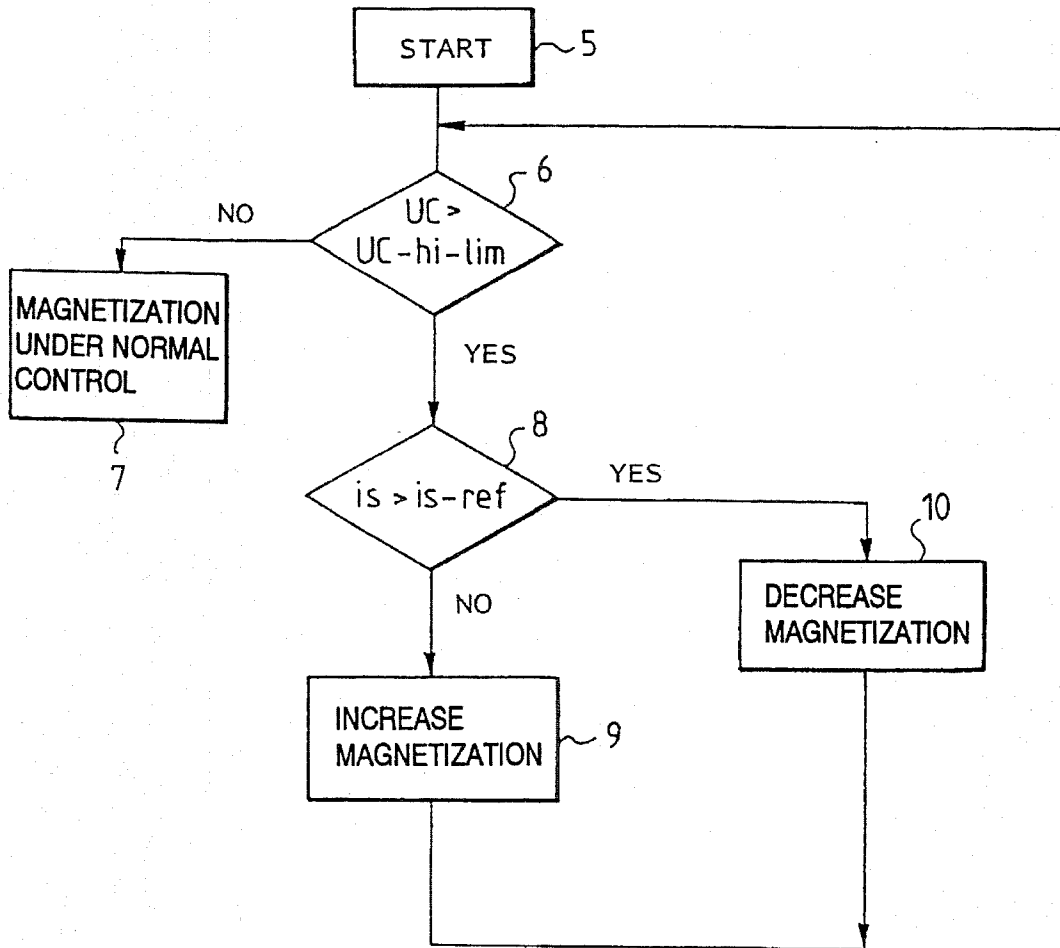 START
5
6
UC>
UC-hi-lim
NO
MAGNETIZATION
UNDER NORMAL
CONTROL
7
YES
8
is > is-ref
YES
10
NO
DECREASE
MAGNETIZATION
INCREASE
MAGNETIZATION
9